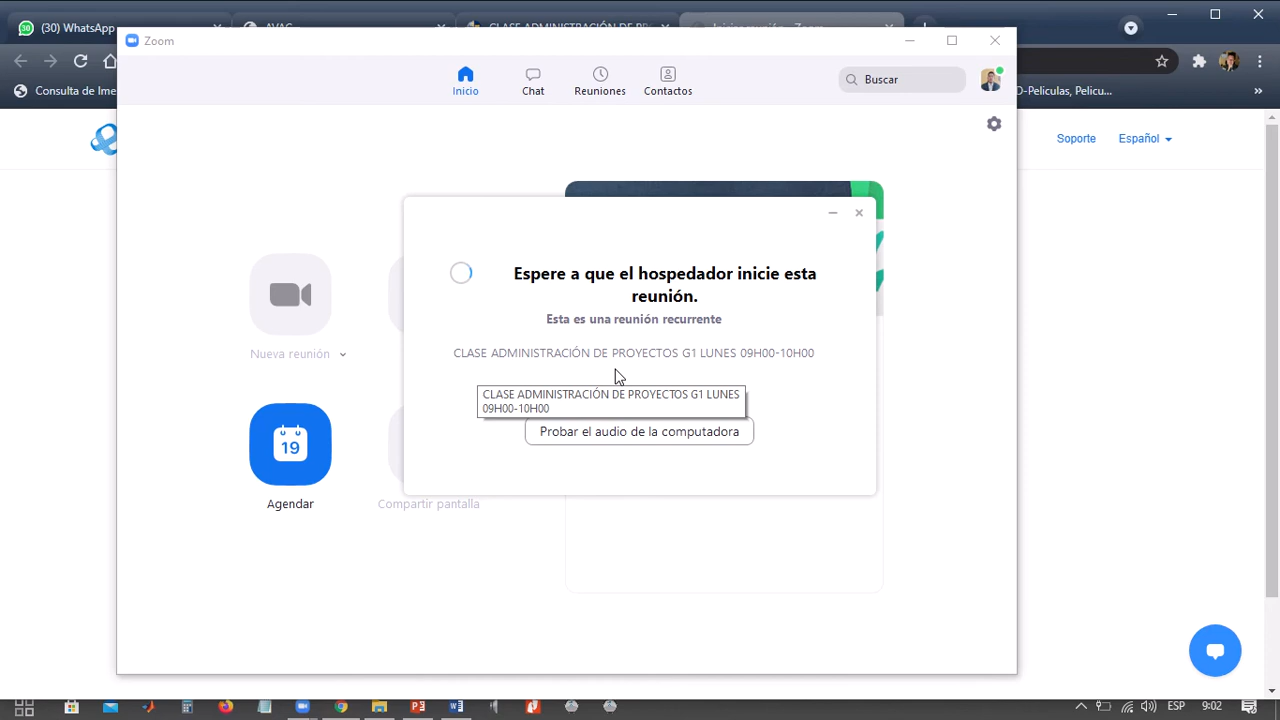 (30) WhatsApp
AVAC
CLASE ADMINISTRACIÓN DE PR
Iniciar reunión - Zoom
Zoom
Inicio
Chat
Reuniones
Contactos
Buscar
Consulta de Ime
D-Peliculas, Pelicu...
»
Soporte
Español
Espere a que el hospedador inicie esta
reunión.
Esta es una reunión recurrente
CLASE ADMINISTRACIÓN DE PROYECTOS G1 LUNES 09H00-10H00
CLASE ADMINISTRACIÓN DE PROYECTOS G1 LUNES
09H00-10H00
Probar el audio de la computadora
Nueva reunión
19
Agendar
Compartir pantalla
ESP
9:02